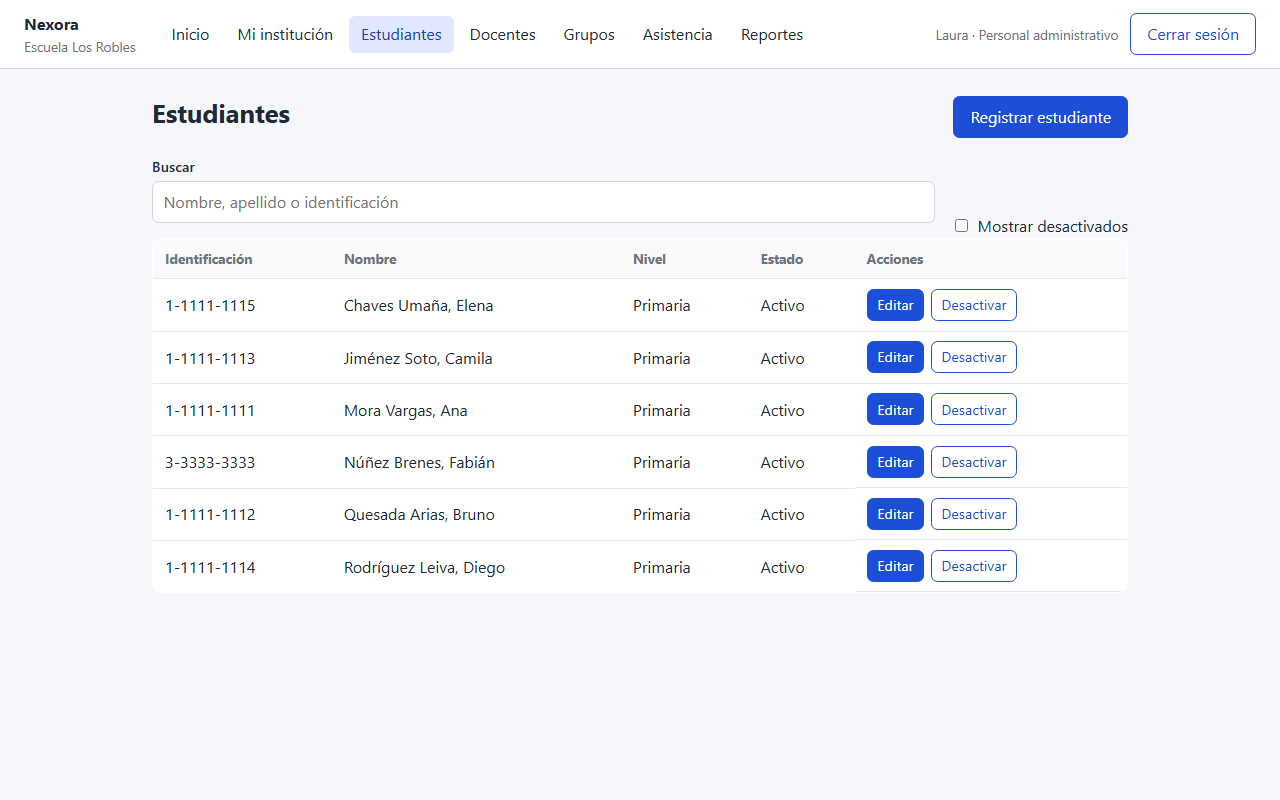 Nexora
Escuela Los Robles
Inicio Mi institución Estudiantes Docentes Grupos Asistencia Reportes
Laura · Personal administrativo Cerrar sesión
Estudiantes
Registrar estudiante
Buscar
Nombre, apellido o identificación
Mostrar desactivados
Identificación Nombre Nivel Estado Acciones
1-1111-1115 Chaves Umaña, Elena Primaria Activo Editar Desactivar
1-1111-1113 Jiménez Soto, Camila Primaria Activo Editar Desactivar
1-1111-1111 Mora Vargas, Ana Primaria Activo Editar Desactivar
3-3333-3333 Núñez Brenes, Fabián Primaria Activo Editar Desactivar
1-1111-1112 Quesada Arias, Bruno Primaria Activo Editar Desactivar
1-1111-1114 Rodríguez Leiva, Diego Primaria Activo Editar Desactivar